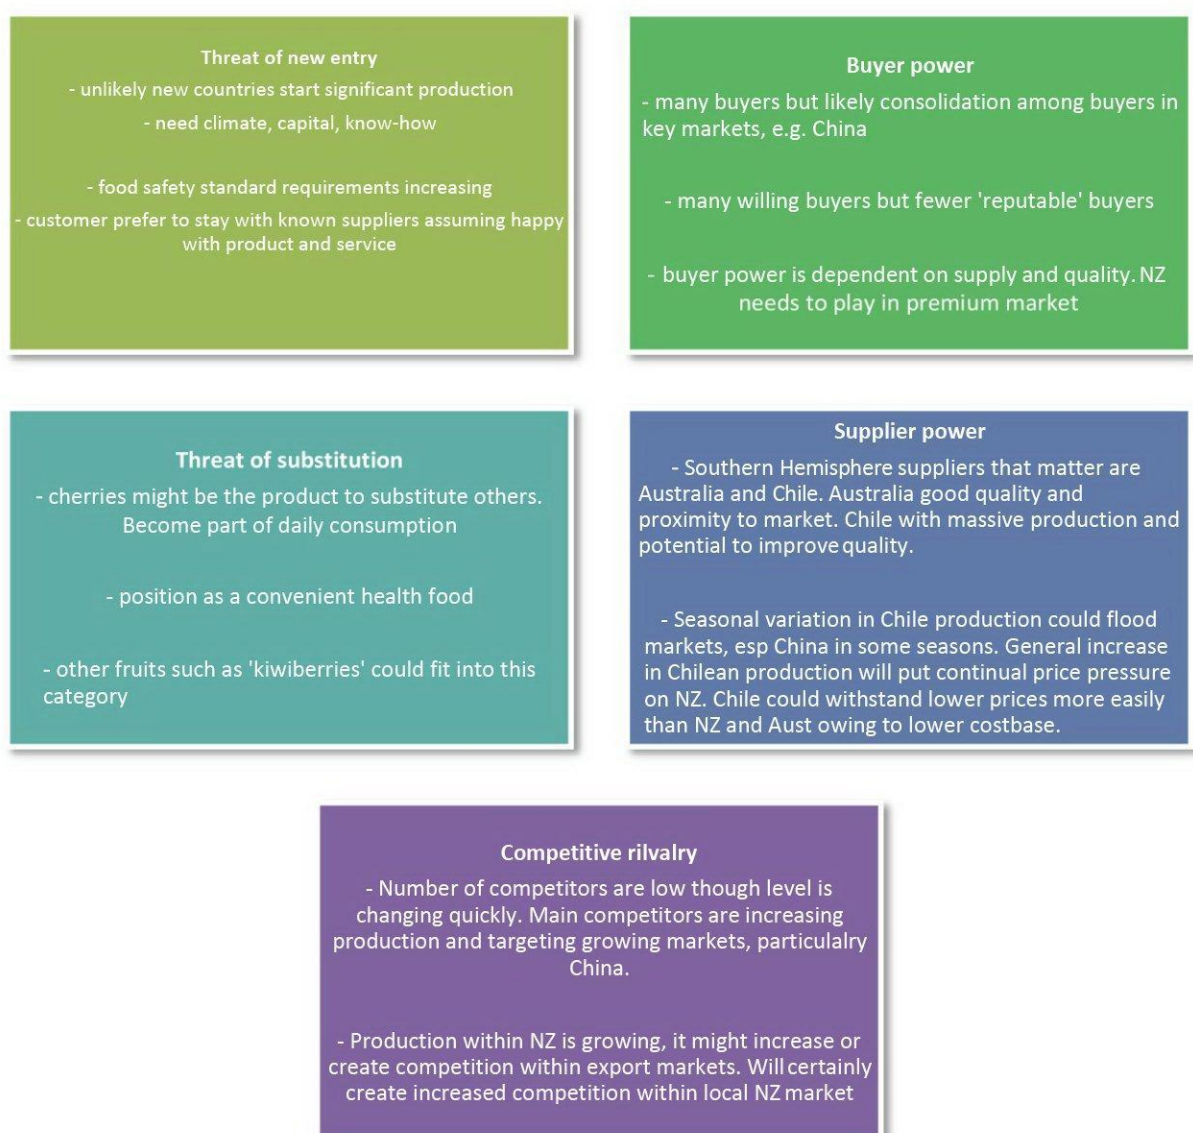 Threat of new entry
- unlikely new countries start significant production
- need climate, capital, know-how
- food safety standard requirements increasing
- customer prefer to stay with known suppliers assuming happy
with product and service
Buyer power
- many buyers but likely consolidation among buyers in
key markets, e.g. China
- many willing buyers but fewer 'reputable' buyers
- buyer power is dependent on supply and quality. NZ
needs to play in premium market
Threat of substitution
- cherries might be the product to substitute others.
Become part of daily consumption
- position as a convenient health food
- other fruits such as 'kiwiberries' could fit into this
category
Supplier power
- Southern Hemisphere suppliers that matter are
Australia and Chile. Australia good quality and
proximity to market. Chile with massive production and
potential to improve quality.
- Seasonal variation in Chile production could flood
markets, esp China in some seasons. General increase
in Chilean production will put continual price pressure
on NZ. Chile could withstand lower prices more easily
than NZ and Aust owing to lower costbase.
Competitive rilvalry
- Number of competitors are low though level is
changing quickly. Main competitors are increasing
production and targeting growing markets, particulalry
China.
- Production within NZ is growing, it might increase or
create competition within export markets. Will certainly
create increased competition within local NZ market